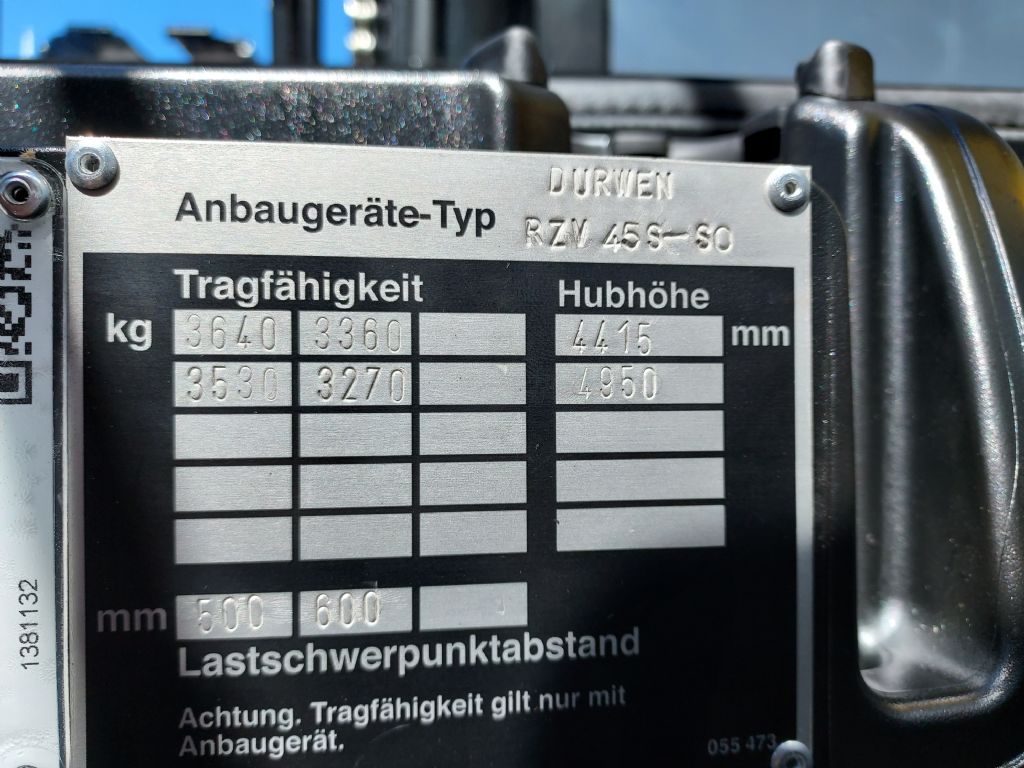 DURWEN
Anbaugeräte-Typ RZV 45S-SO
Tragfähigkeit Hubhöhe
kg 3640 3360 4415 mm
3530 3270 4950
mm 500 600
Lastschwerpunktabstand
Achtung. Tragfähigkeit gilt nur mit
Anbaugerät.
055 473
1381132